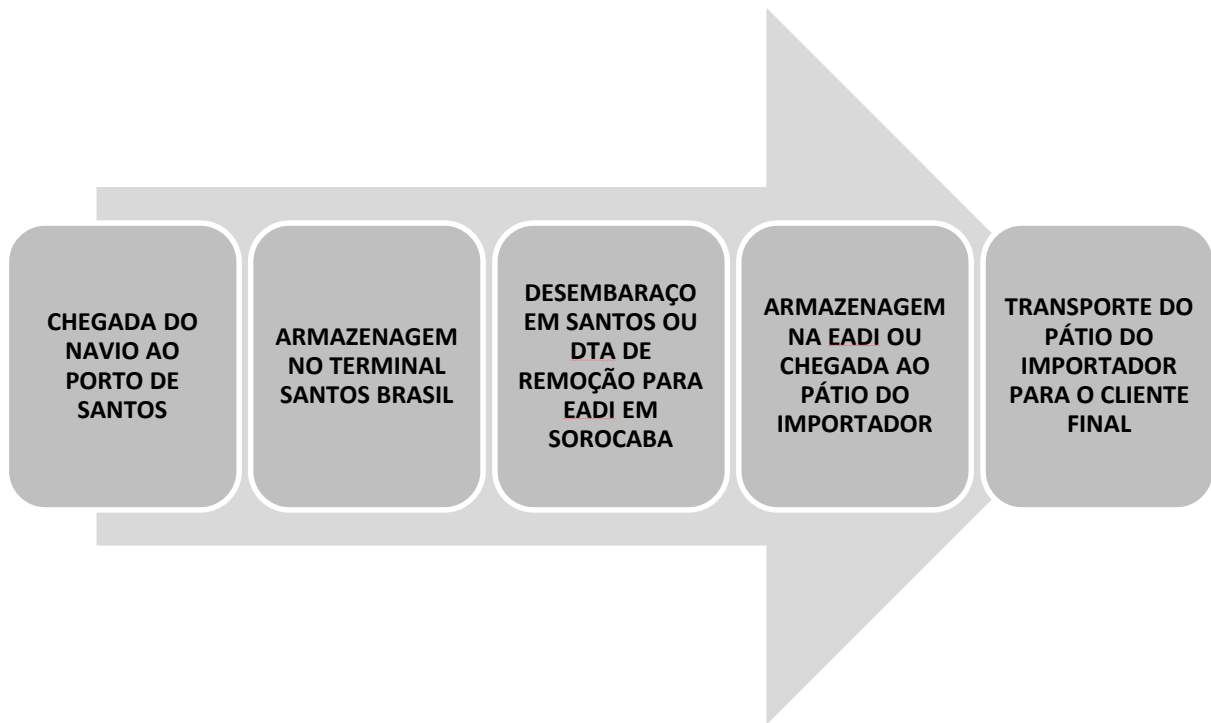 CHEGADA DO
NAVIO AO
PORTO DE
SANTOS
ARMAZENAGEM
NO TERMINAL
SANTOS BRASIL
DESEMBARAÇO
EM SANTOS OU
DTA DE
REMOÇÃO PARA
EADI EM
SOROCABA
ARMAZENAGEM
NA EADI OU
CHEGADA AO
PÁTIO DO
IMPORTADOR
TRANSPORTE DO
PÁTIO DO
IMPORTADOR
PARA O CLIENTE
FINAL